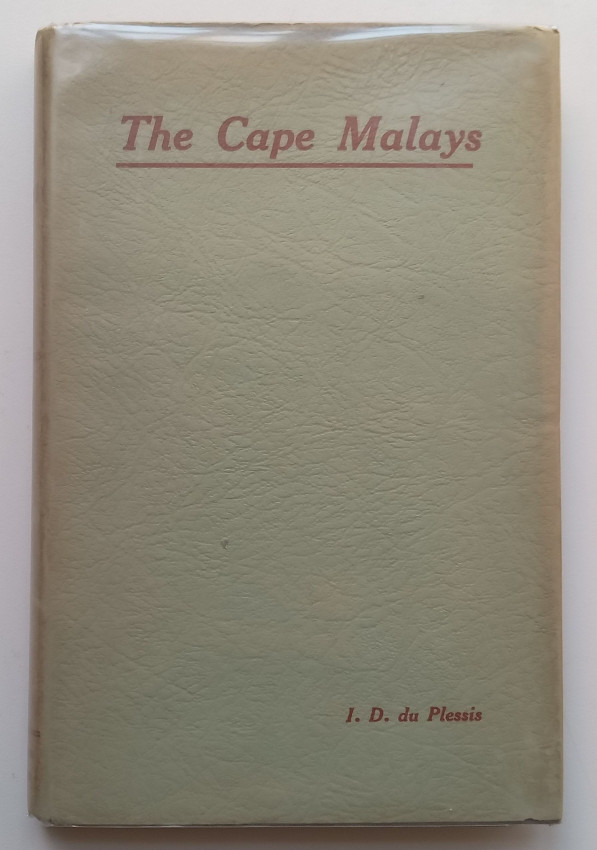 The Cape Malays
I. D. du Plessis